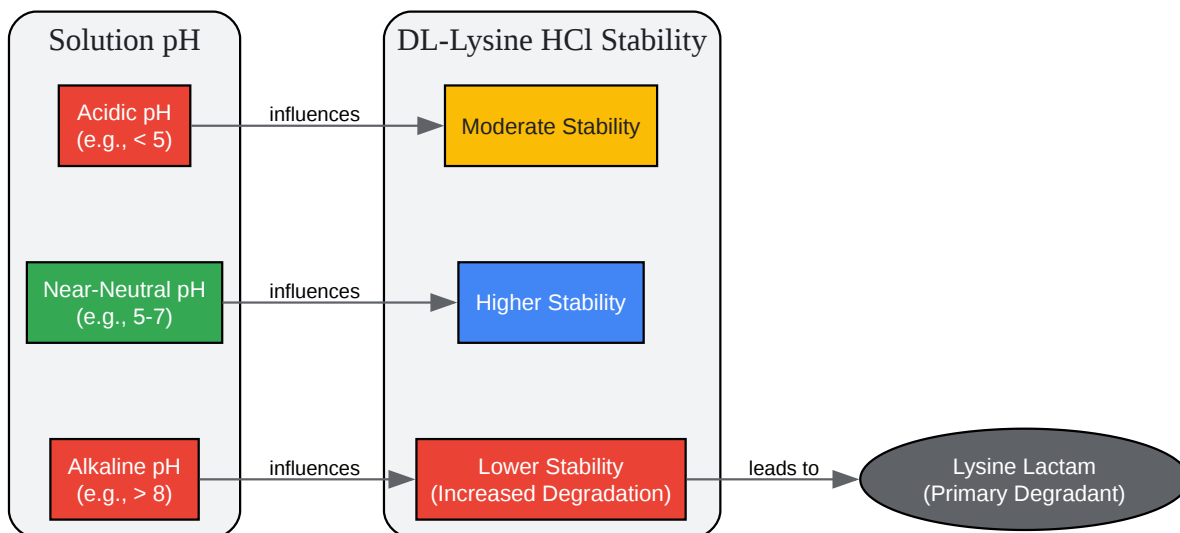 Solution pH
DL-Lysine HCl Stability
Acidic pH
(e.g., < 5)
influences
Moderate Stability
Near-Neutral pH
(e.g., 5-7)
influences
Higher Stability
Alkaline pH
(e.g., > 8)
influences
Lower Stability
(Increased Degradation)
leads to
Lysine Lactam
(Primary Degradant)